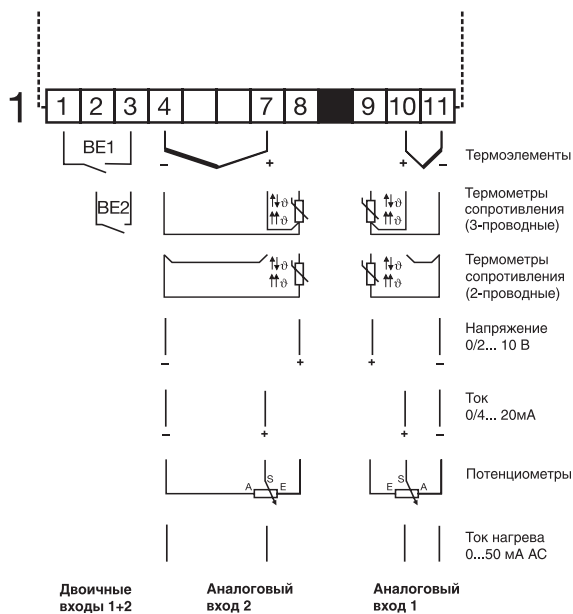 1 1 2 3 4 7 8 9 10 11
BE1
− + + −
Термоэлементы
BE2
ϑ ϑ
ϑ ϑ
Термометры
сопротивления
(3-проводные)
ϑ ϑ
ϑ ϑ
Термометры
сопротивления
(2-проводные)
Напряжение
0/2... 10 В
− + + −
Ток
0/4... 20мА
− + + −
Потенциометры
A S E E S A
Ток нагрева
0...50 мА AC
Двоичные
входы 1+2
Аналоговый
вход 2
Аналоговый
вход 1